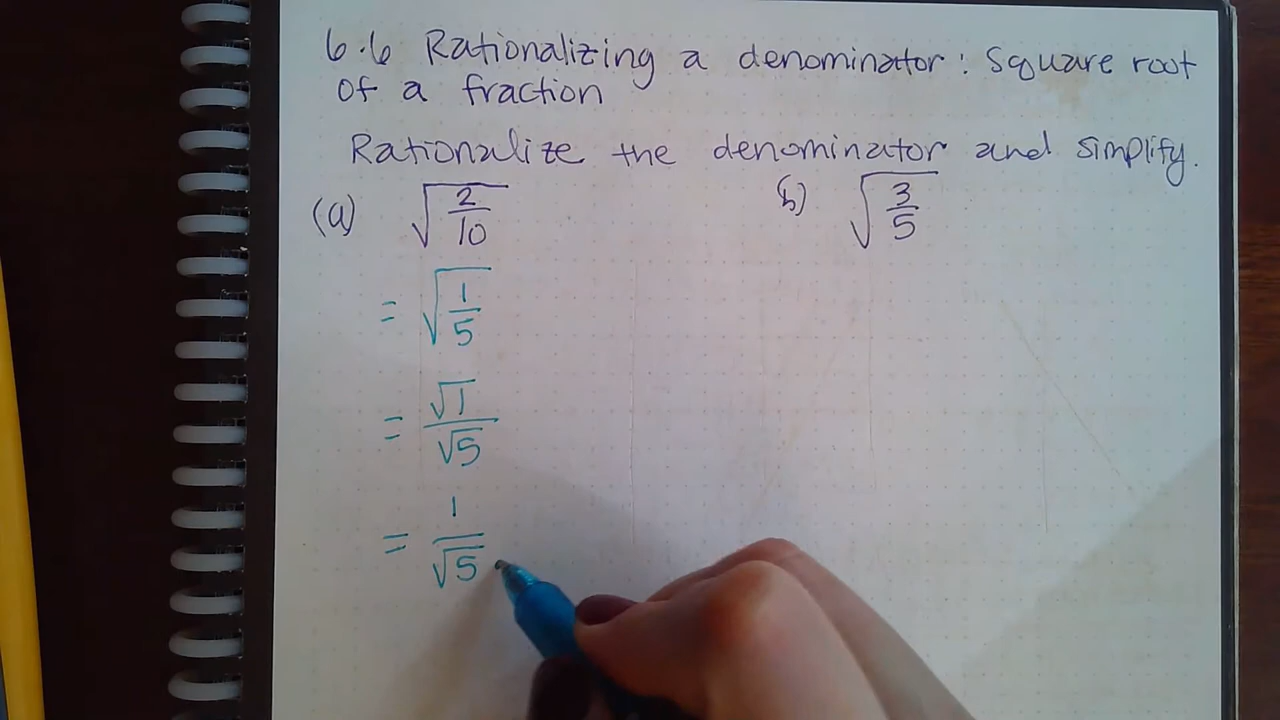 6.6 Rationalizing a denominator: Square root
of a fraction
Rationalize the denominator and simplify.
(a) √(2/10)
b) √(3/5)
= √(1/5)
= √1/√5
= 1/√5